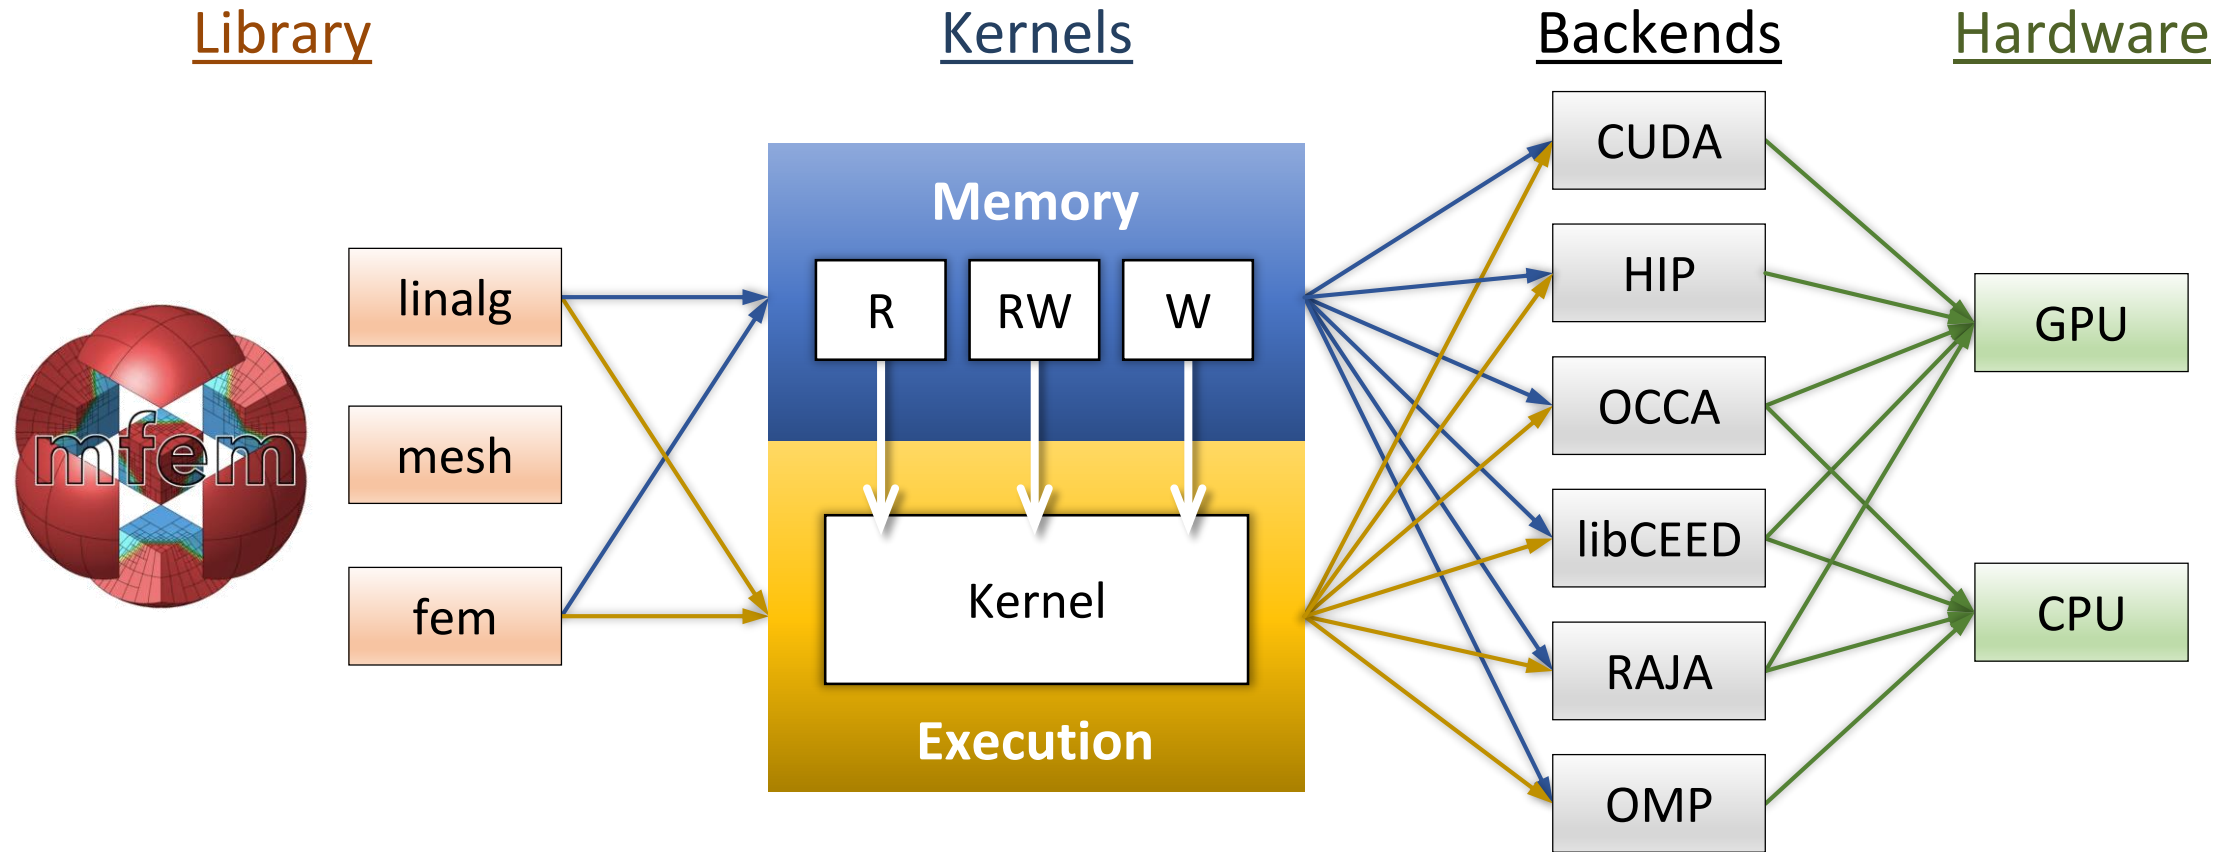 Library
Kernels
Backends
Hardware
mfem
linalg
mesh
fem
Memory
R
RW
W
Kernel
Execution
CUDA
HIP
OCCA
libCEED
RAJA
OMP
GPU
CPU